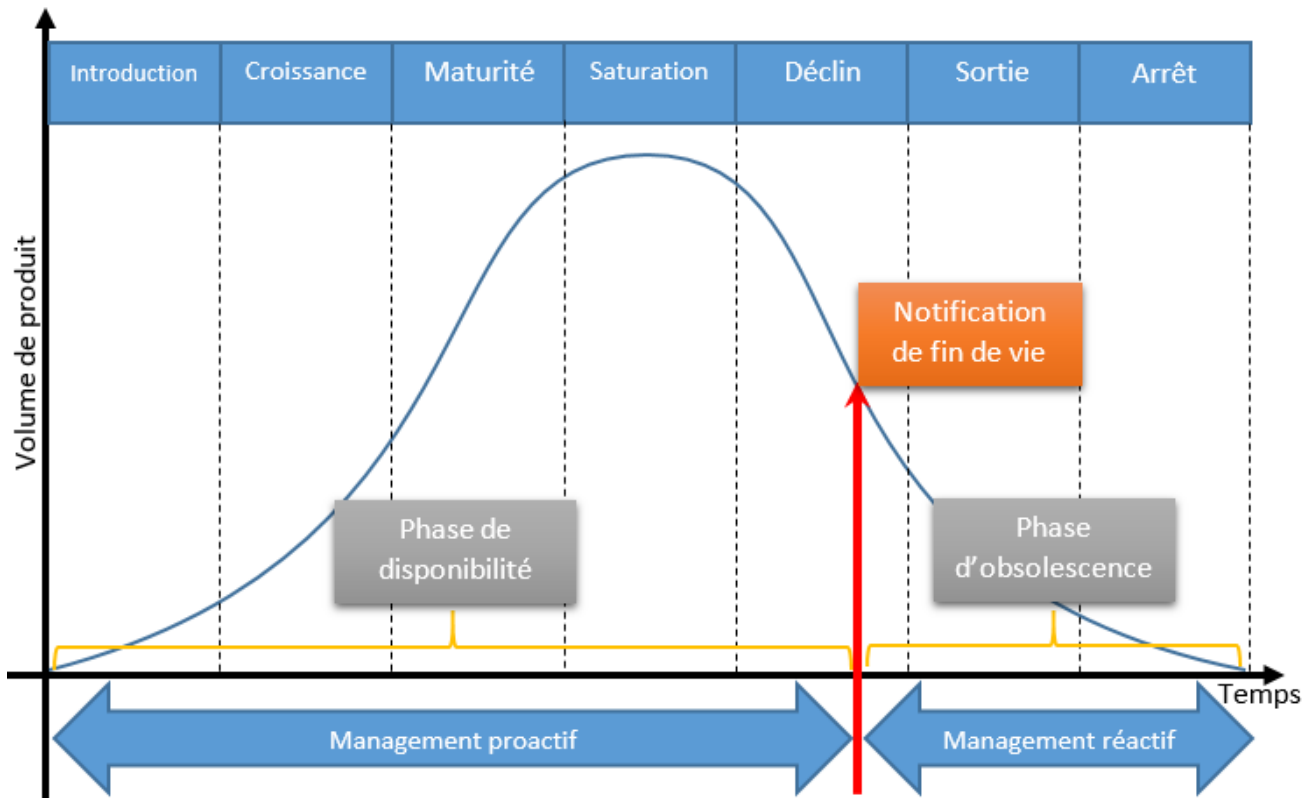 Introduction
Croissance
Maturité
Saturation
Déclin
Sortie
Arrêt
Volume de produit
Notification
de fin de vie
Phase de
disponibilité
Phase
d'obsolescence
Temps
Management proactif
Management réactif